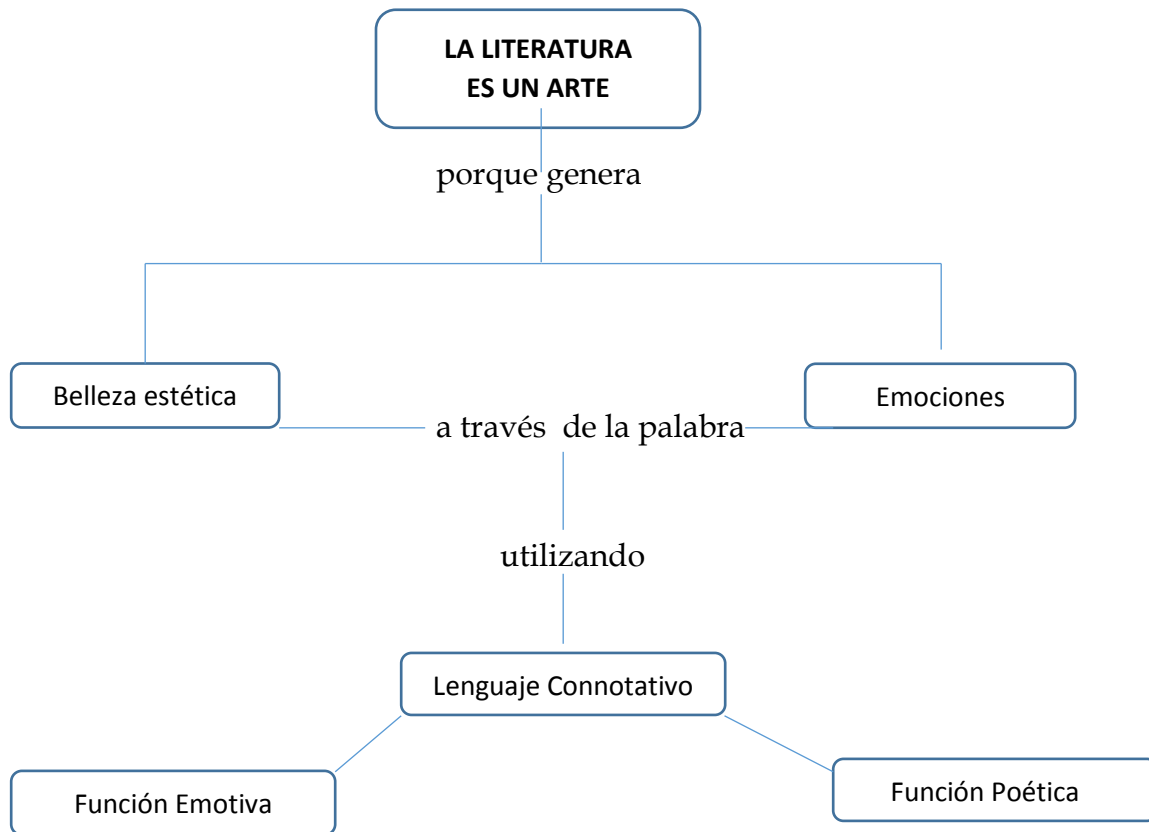 LA LITERATURA
ES UN ARTE
porque genera
Belleza estética
Emociones
a través  de la palabra
utilizando
Lenguaje Connotativo
Función Emotiva
Función Poética